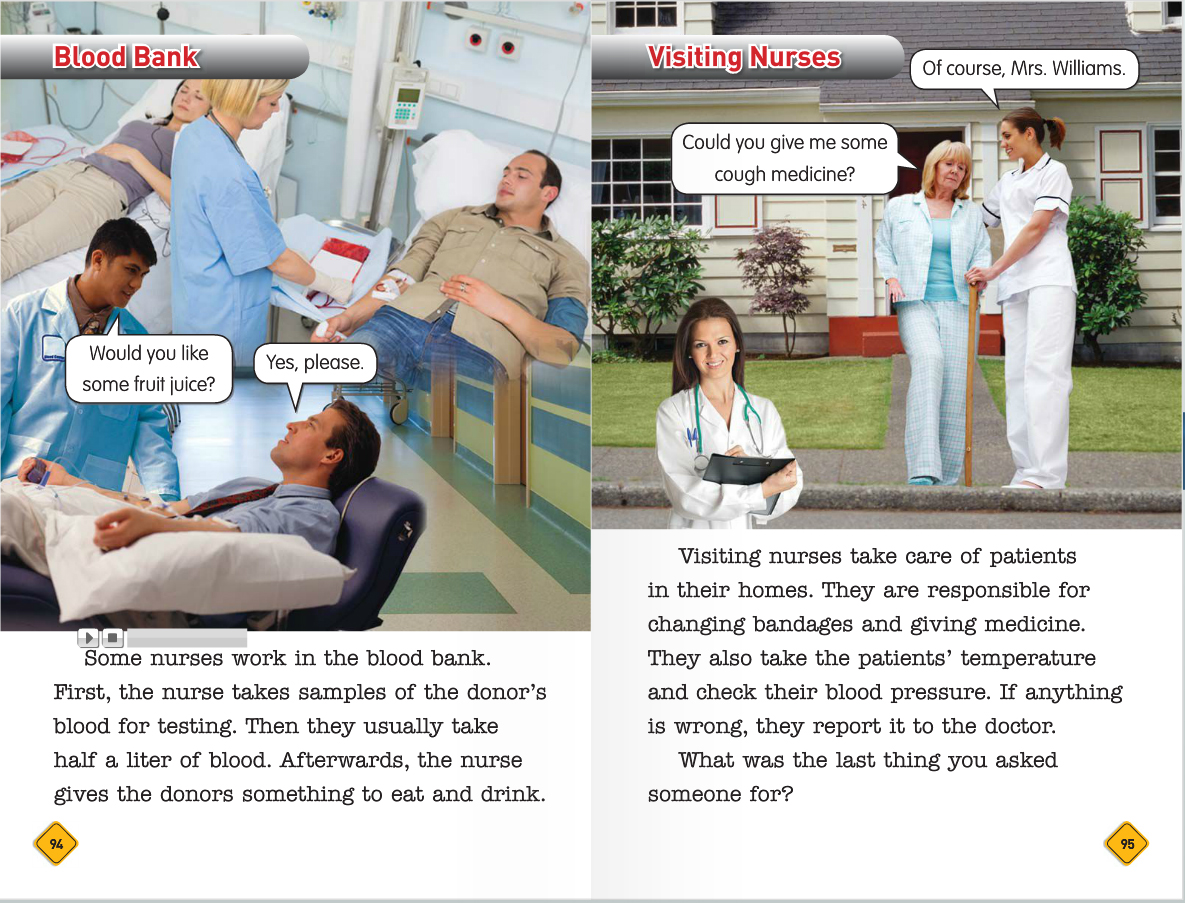 Blood Bank
Would you like
some fruit juice?
Yes, please.
Some nurses work in the blood bank.
First, the nurse takes samples of the donor's
blood for testing. Then they usually take
half a liter of blood. Afterwards, the nurse
gives the donors something to eat and drink.
94
Visiting Nurses
Of course, Mrs. Williams.
Could you give me some
cough medicine?
Visiting nurses take care of patients
in their homes. They are responsible for
changing bandages and giving medicine.
They also take the patients' temperature
and check their blood pressure. If anything
is wrong, they report it to the doctor.
What was the last thing you asked
someone for?
95